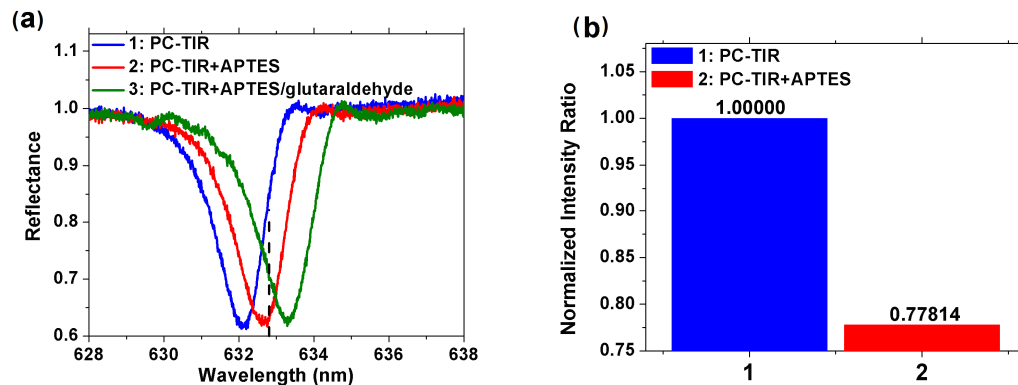 (a)
1: PC-TIR
2: PC-TIR+APTES
3: PC-TIR+APTES/glutaraldehyde
1.1
1.0
0.9
0.8
0.7
0.6
Reflectance
628 630 632 634 636 638
Wavelength (nm)
(b)
1: PC-TIR
2: PC-TIR+APTES
1.00000
0.77814
1.05
1.00
0.95
0.90
0.85
0.80
0.75
Normalized Intensity Ratio
1 2